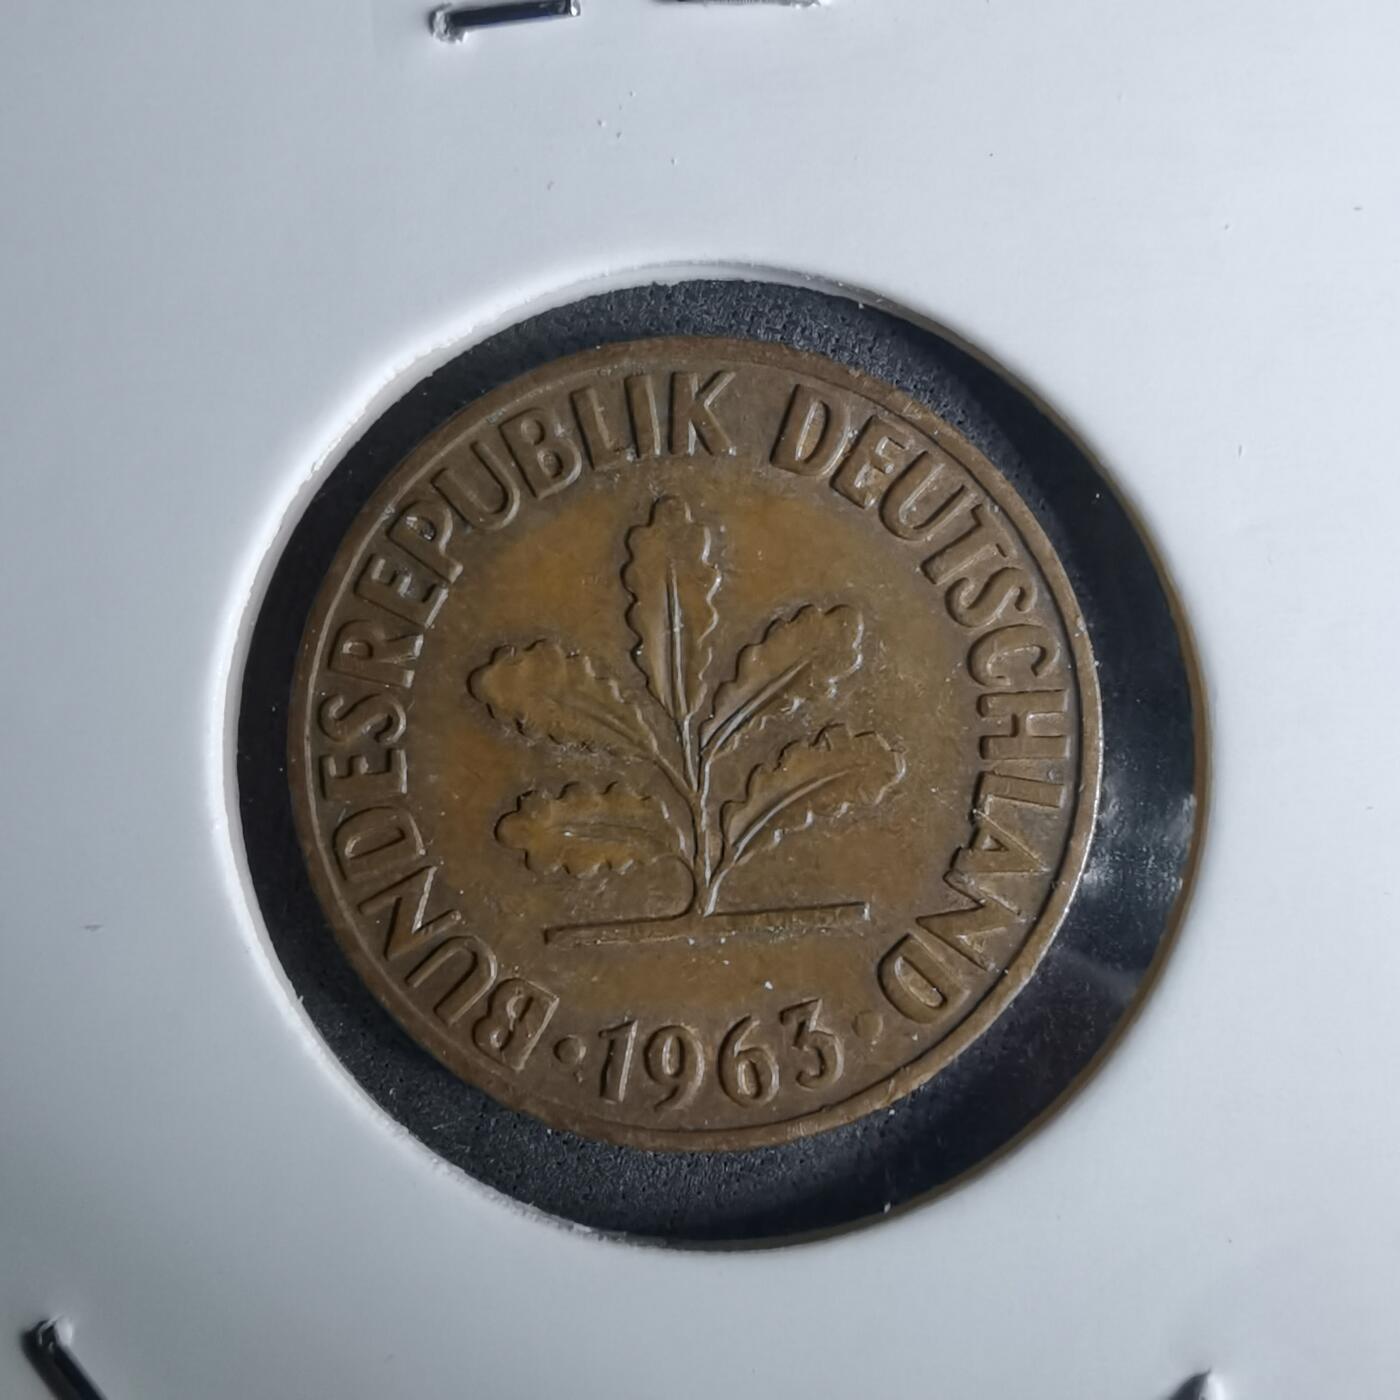 BUNDESREPUBLIK DEUTSCHLAND
· 1963 ·